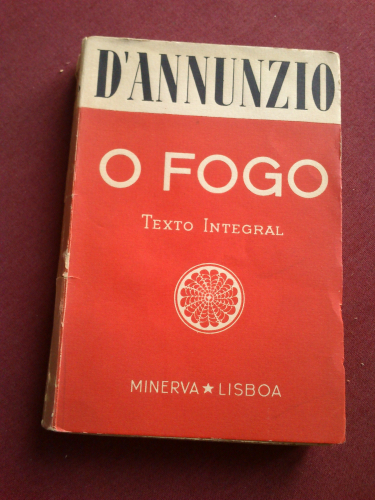 D'ANNUNZIO
O FOGO
TEXTO INTEGRAL
MINERVA ★ LISBOA